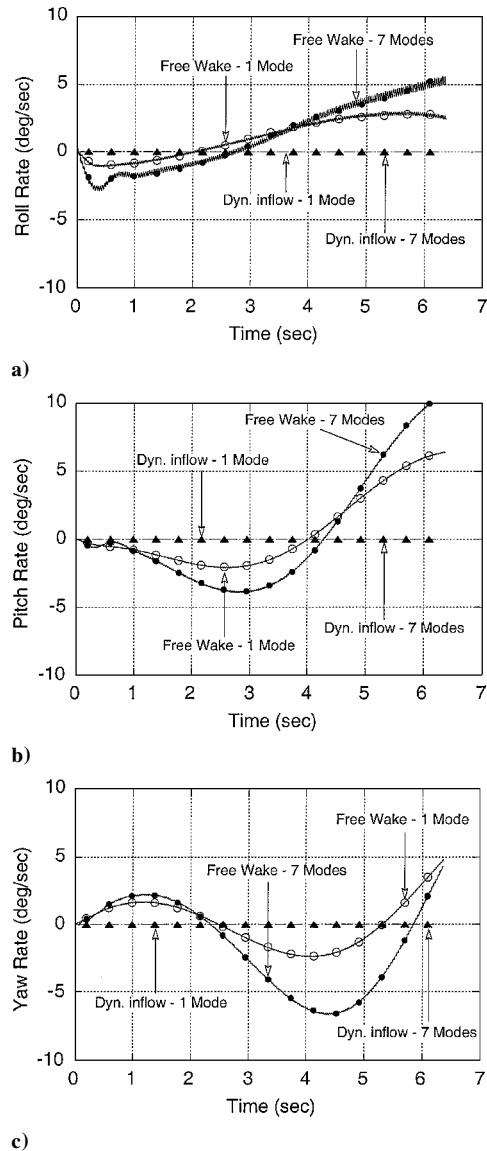 10
Free Wake - 7 Modes
Free Wake - 1 Mode
5
Roll Rate (deg/sec)
0
Dyn. inflow - 1 Mode
-5
Dyn. inflow - 7 Modes
-10
0 1 2 3 4 5 6 7
Time (sec)
a)
10
Free Wake - 7 Modes
5
Dyn. inflow - 1 Mode
Pitch Rate (deg/sec)
0
-5
Dyn. inflow - 7 Modes
Free Wake - 1 Mode
-10
0 1 2 3 4 5 6 7
Time (sec)
b)
10
Free Wake - 1 Mode
5
Free Wake - 7 Modes
Yaw Rate (deg/sec)
0
Dyn. inflow - 1 Mode
-5
Dyn. inflow - 7 Modes
-10
0 1 2 3 4 5 6 7
Time (sec)
c)